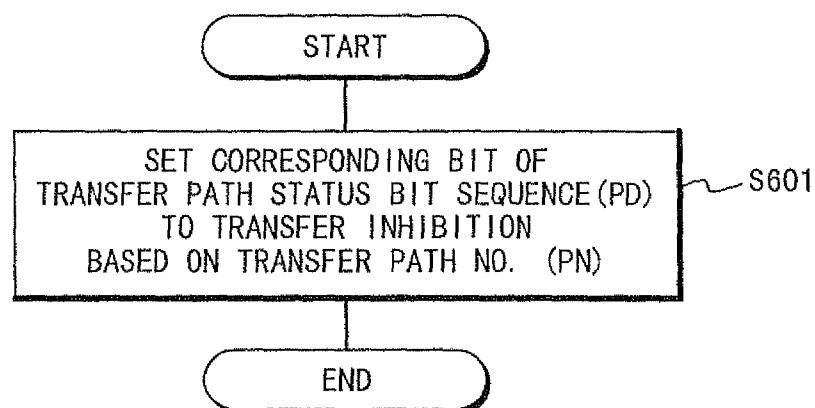 START
SET CORRESPONDING BIT OF
TRANSFER PATH STATUS BIT SEQUENCE(PD)
TO TRANSFER INHIBITION
BASED ON TRANSFER PATH NO. (PN)
S601
END